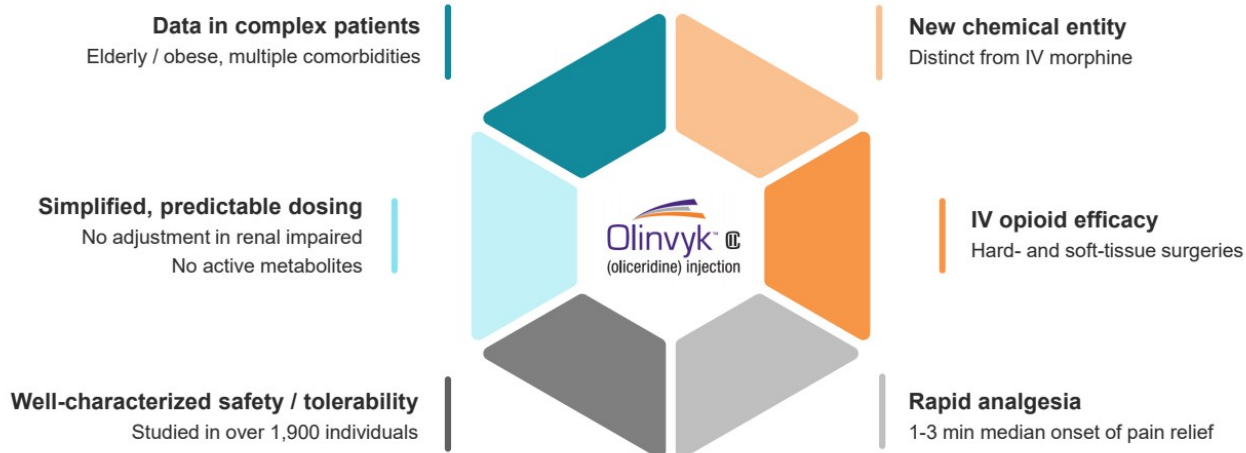 Data in complex patients
Elderly / obese, multiple comorbidities
New chemical entity
Distinct from IV morphine
Simplified, predictable dosing
No adjustment in renal impaired
No active metabolites
Olinvyk™ CII
(oliceridine) injection
IV opioid efficacy
Hard- and soft-tissue surgeries
Well-characterized safety / tolerability
Studied in over 1,900 individuals
Rapid analgesia
1-3 min median onset of pain relief